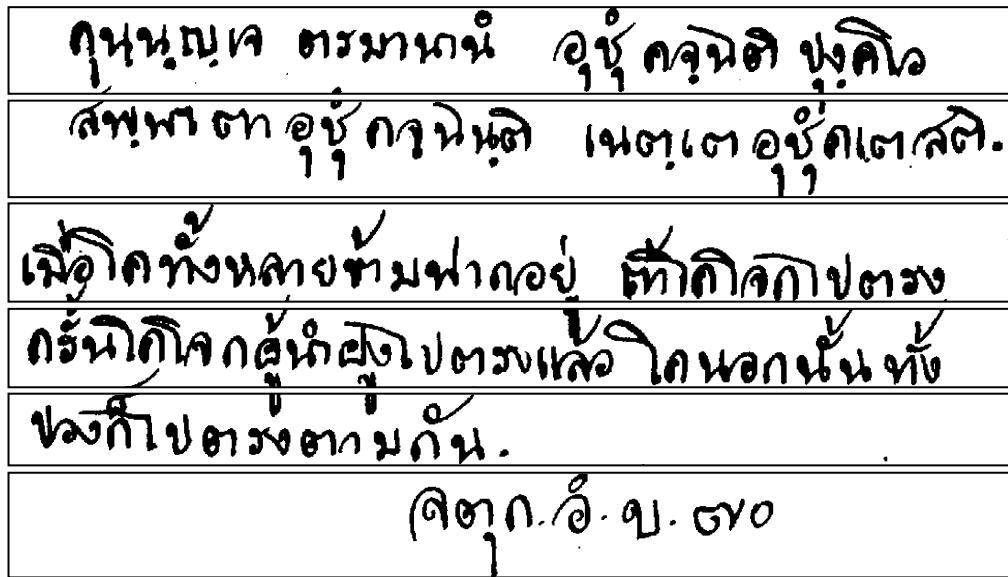 คุนฺนญฺเจ ตรมานานํ อุชุํ คจฺฉติ ปุงฺคโว
สพฺพา ตา อุชุํ คจฺฉนฺติ เนตฺเต อุชุํคเต สติ.
เมื่อโคทั้งหลายข้ามฟากอยู่ ถ้าโคโจกไปตรง
ครั้นโคโจกผู้นำฝูงไปตรงแล้ว โคนอกนั้นทั้ง
ปวงก็ไปตรงตามกัน.
จตุก. อํ. บ. ๗๐